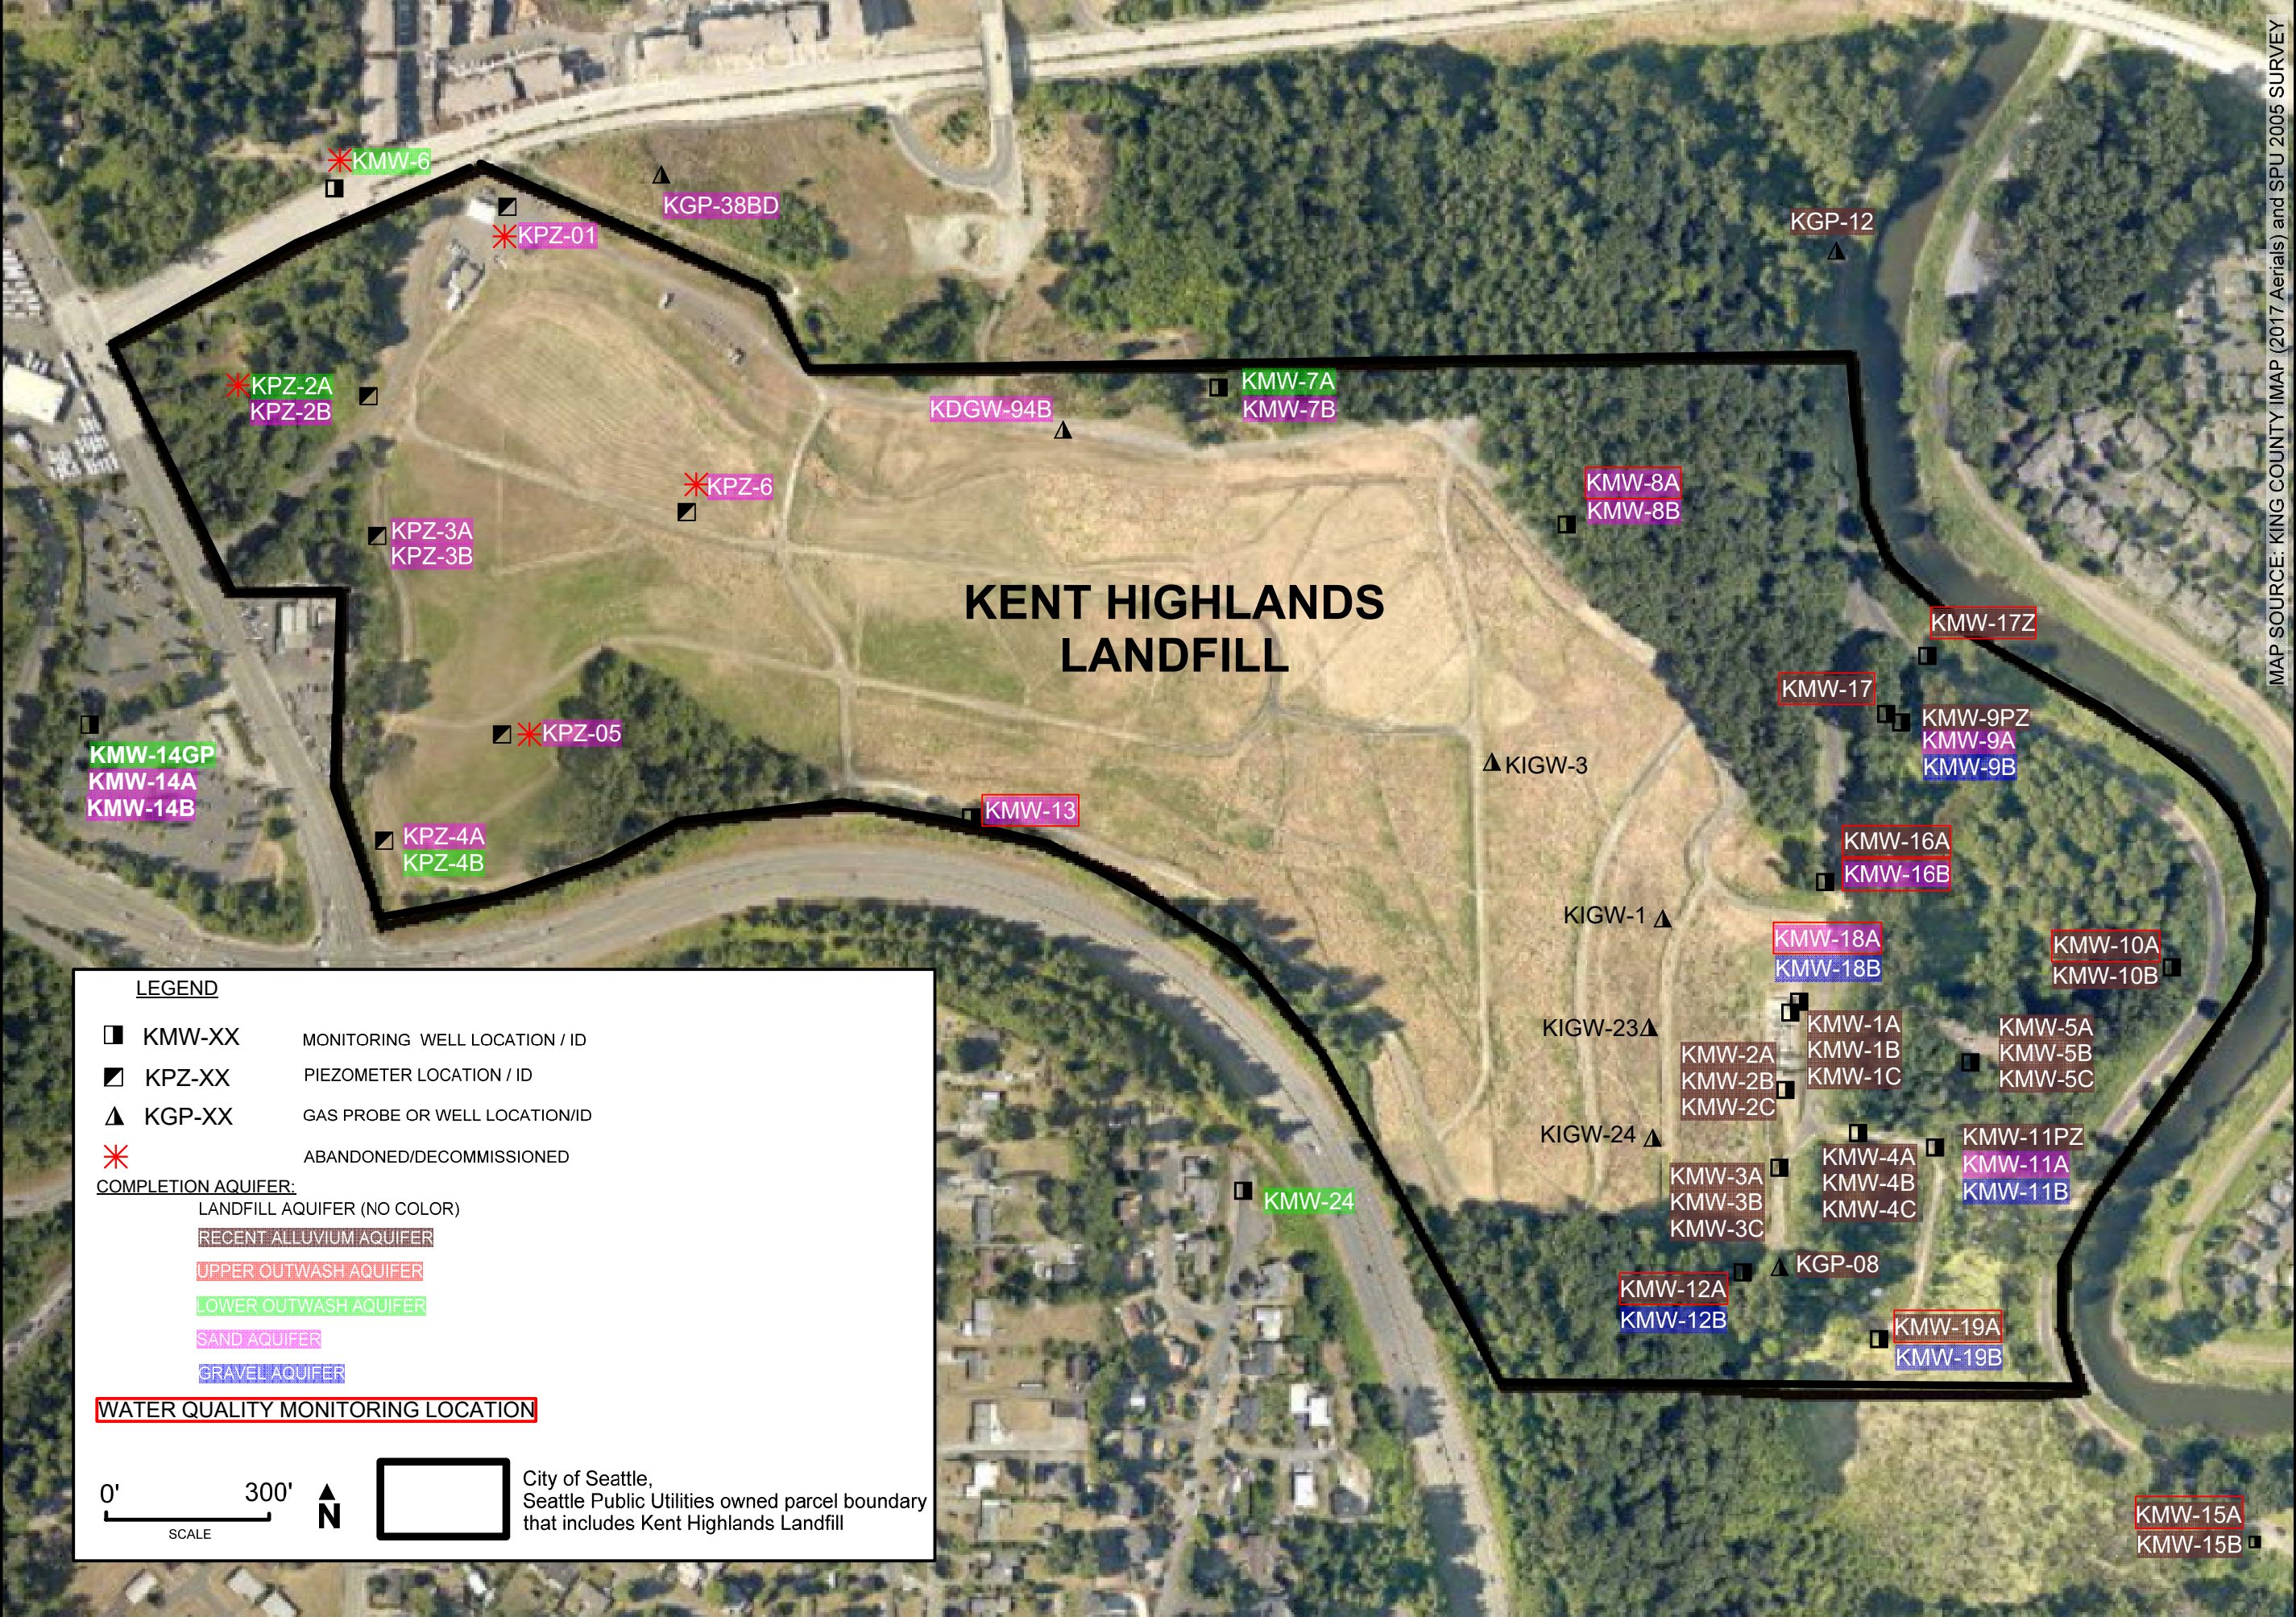 MAP SOURCE: KING COUNTY IMAP (2017 Aerials) and SPU 2005 SURVEY
KMW-6
KGP-38BD
KPZ-01
KGP-12
KPZ-2A
KPZ-2B
KMW-7A
KMW-7B
KDGW-94B
KPZ-6
KMW-8A
KMW-8B
KPZ-3A
KPZ-3B
KENT HIGHLANDS
LANDFILL
KMW-17Z
KMW-17
KMW-9PZ
KMW-9A
KMW-9B
KPZ-05
KMW-14GP
KMW-14A
KMW-14B
KIGW-3
KMW-13
KPZ-4A
KPZ-4B
KMW-16A
KMW-16B
KIGW-1
KMW-18A
KMW-18B
KMW-10A
KMW-10B
KIGW-23
KMW-1A
KMW-1B
KMW-1C
KMW-5A
KMW-5B
KMW-5C
KMW-2A
KMW-2B
KMW-2C
KIGW-24
KMW-11PZ
KMW-11A
KMW-11B
KMW-4A
KMW-4B
KMW-4C
KMW-3A
KMW-3B
KMW-3C
KMW-24
KGP-08
KMW-12A
KMW-12B
KMW-19A
KMW-19B
KMW-15A
KMW-15B
LEGEND
KMW-XX MONITORING WELL LOCATION / ID
KPZ-XX PIEZOMETER LOCATION / ID
KGP-XX GAS PROBE OR WELL LOCATION/ID
ABANDONED/DECOMMISSIONED
COMPLETION AQUIFER:
LANDFILL AQUIFER (NO COLOR)
RECENT ALLUVIUM AQUIFER
UPPER OUTWASH AQUIFER
LOWER OUTWASH AQUIFER
SAND AQUIFER
GRAVEL AQUIFER
WATER QUALITY MONITORING LOCATION
0' 300'
SCALE
N
City of Seattle,
Seattle Public Utilities owned parcel boundary
that includes Kent Highlands Landfill